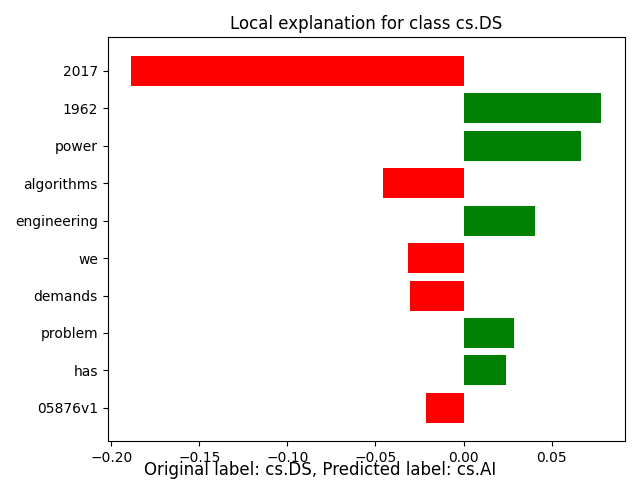 Local explanation for class cs.DS
2017
1962
power
algorithms
engineering
we
demands
problem
has
05876v1
−0.20 −0.15 −0.10 −0.05 0.00 0.05
Original label: cs.DS, Predicted label: cs.AI